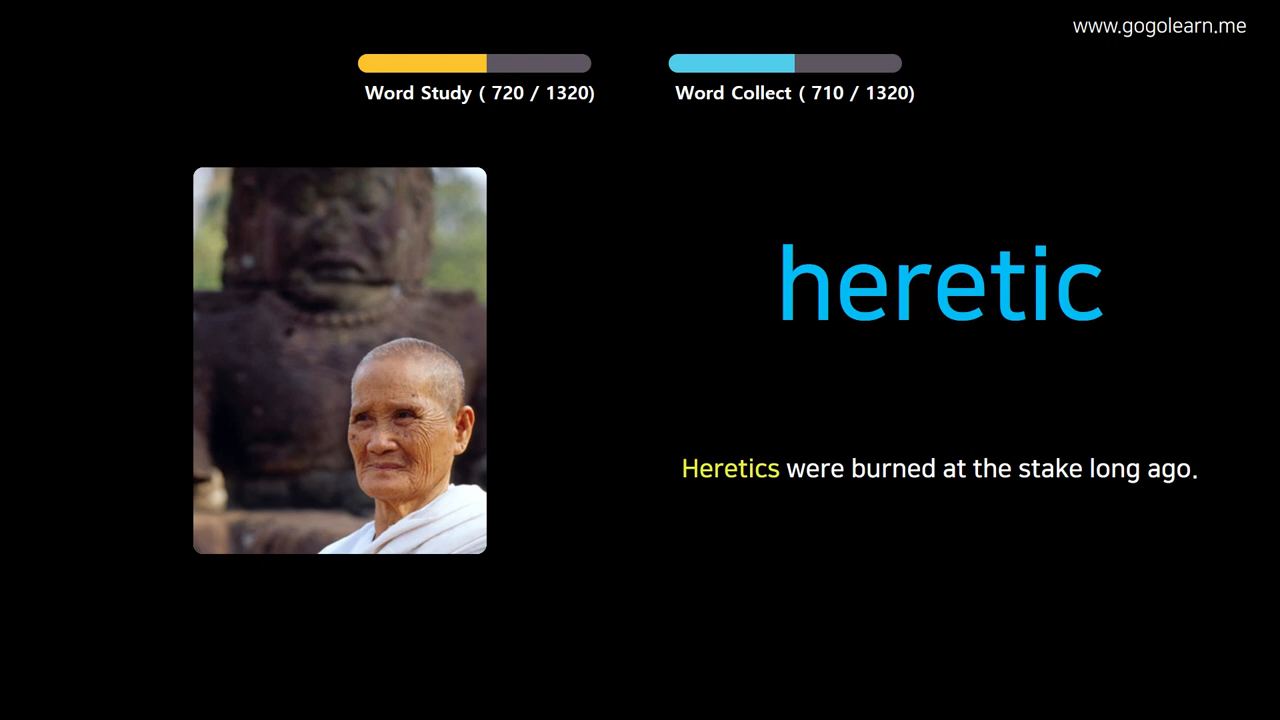 www.gogolearn.me
Word Study ( 720 / 1320)
Word Collect ( 710 / 1320)
heretic
Heretics were burned at the stake long ago.